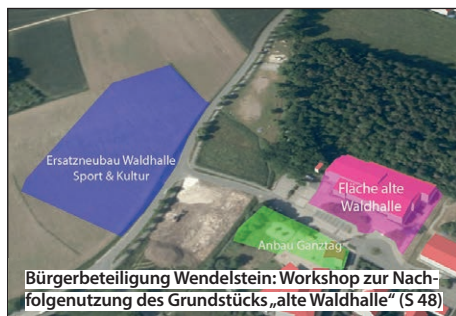 Ersatzneubau Waldhalle
Sport & Kultur
Fläche alte
Waldhalle
Anbau Ganztag
Bürgerbeteiligung Wendelstein: Workshop zur Nach-
folgenutzung des Grundstücks „alte Waldhalle“ (S 48)